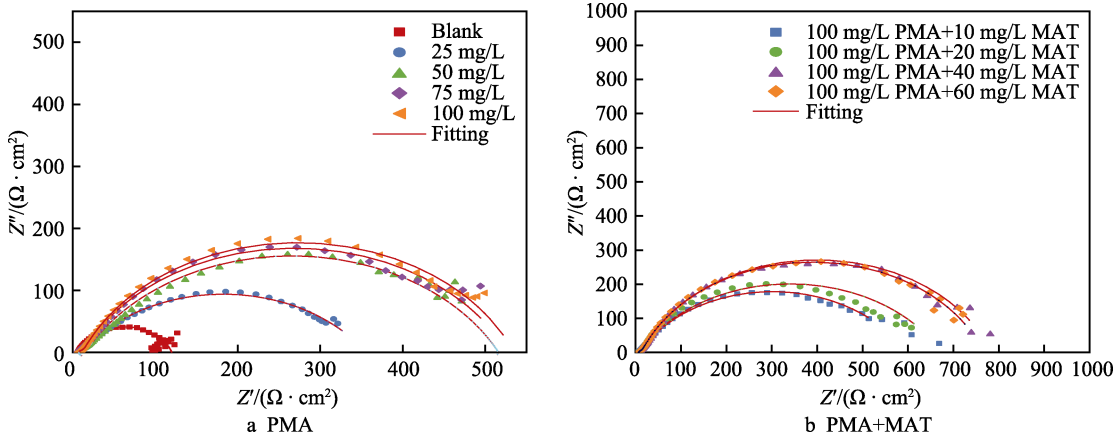 550
500
400
300
200
100
0
Z″/(Ω · cm²)
Blank
25 mg/L
50 mg/L
75 mg/L
100 mg/L
Fitting
0 100 200 300 400 500
Z′/(Ω · cm²)
a PMA
1000
900
800
700
600
500
400
300
200
100
0
Z″/(Ω · cm²)
100 mg/L PMA+10 mg/L MAT
100 mg/L PMA+20 mg/L MAT
100 mg/L PMA+40 mg/L MAT
100 mg/L PMA+60 mg/L MAT
Fitting
0 100 200 300 400 500 600 700 800 900 1000
Z′/(Ω · cm²)
b PMA+MAT